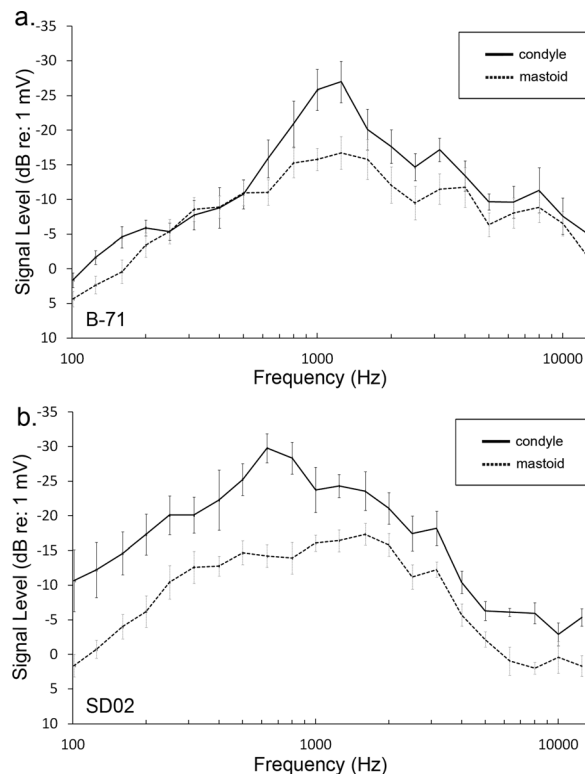 a.
Signal Level (dB re: 1 mV)
-35
-30
-25
-20
-15
-10
-5
0
5
10
condyle
mastoid
B-71
100 1000 10000
Frequency (Hz)
b.
Signal Level (dB re: 1 mV)
-35
-30
-25
-20
-15
-10
-5
0
5
10
condyle
mastoid
SD02
100 1000 10000
Frequency (Hz)